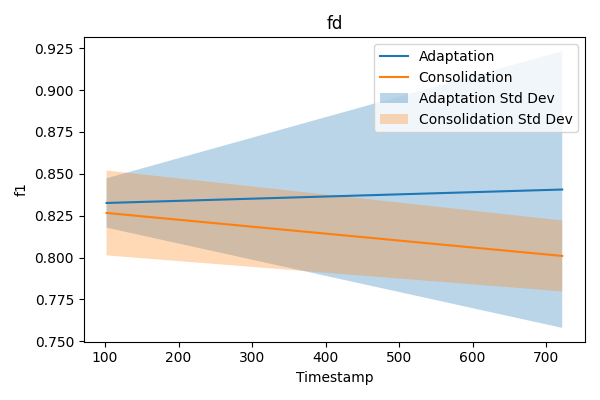 fd
0.925
0.900
0.875
0.850
0.825
0.800
0.775
0.750
f1
Adaptation
Consolidation
Adaptation Std Dev
Consolidation Std Dev
100 200 300 400 500 600 700
Timestamp